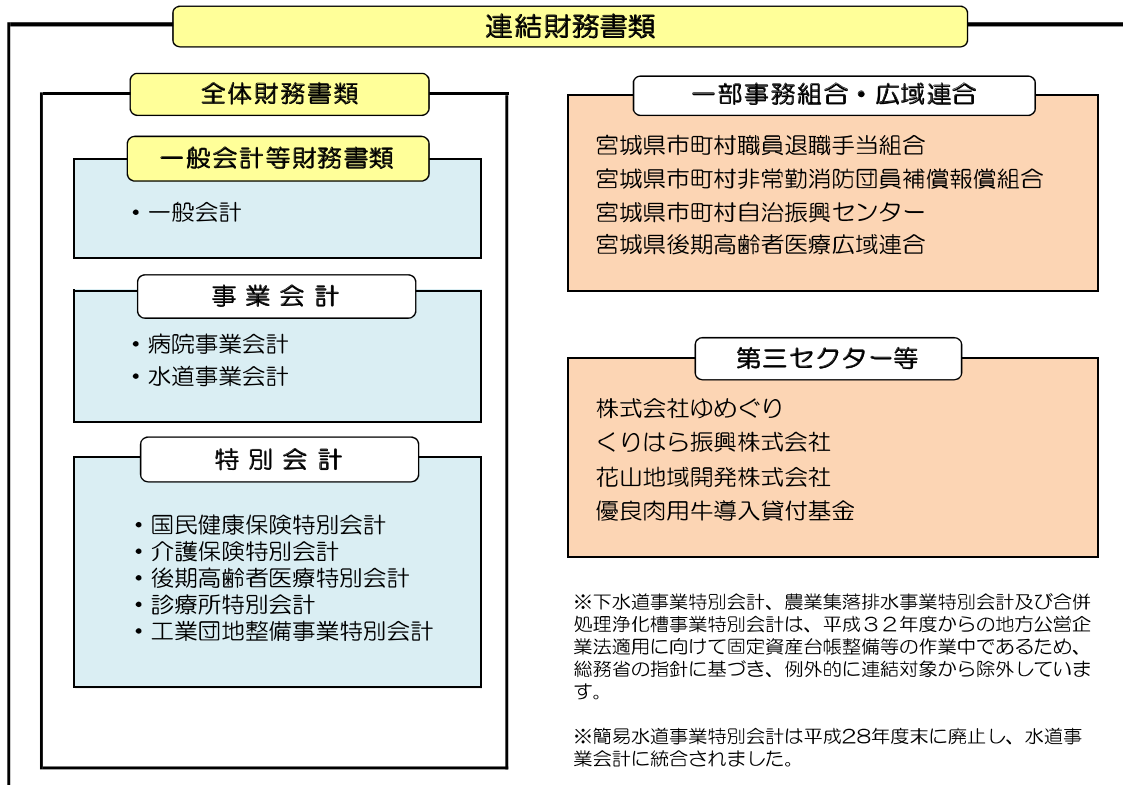 連結財務書類
全体財務書類
一般会計等財務書類
・一般会計
事業会計
・病院事業会計
・水道事業会計
特別会計
・国民健康保険特別会計
・介護保険特別会計
・後期高齢者医療特別会計
・診療所特別会計
・工業団地整備事業特別会計
一部事務組合・広域連合
宮城県市町村職員退職手当組合
宮城県市町村非常勤消防団員補償報償組合
宮城県市町村自治振興センター
宮城県後期高齢者医療広域連合
第三セクター等
株式会社ゆめぐり
くりはら振興株式会社
花山地域開発株式会社
優良肉用牛導入貸付基金
※下水道事業特別会計、農業集落排水事業特別会計及び合併
処理浄化槽事業特別会計は、平成３２年度からの地方公営企
業法適用に向けて固定資産台帳整備等の作業中であるため、
総務省の指針に基づき、例外的に連結対象から除外していま
す。
※簡易水道事業特別会計は平成28年度末に廃止し、水道事
業会計に統合されました。